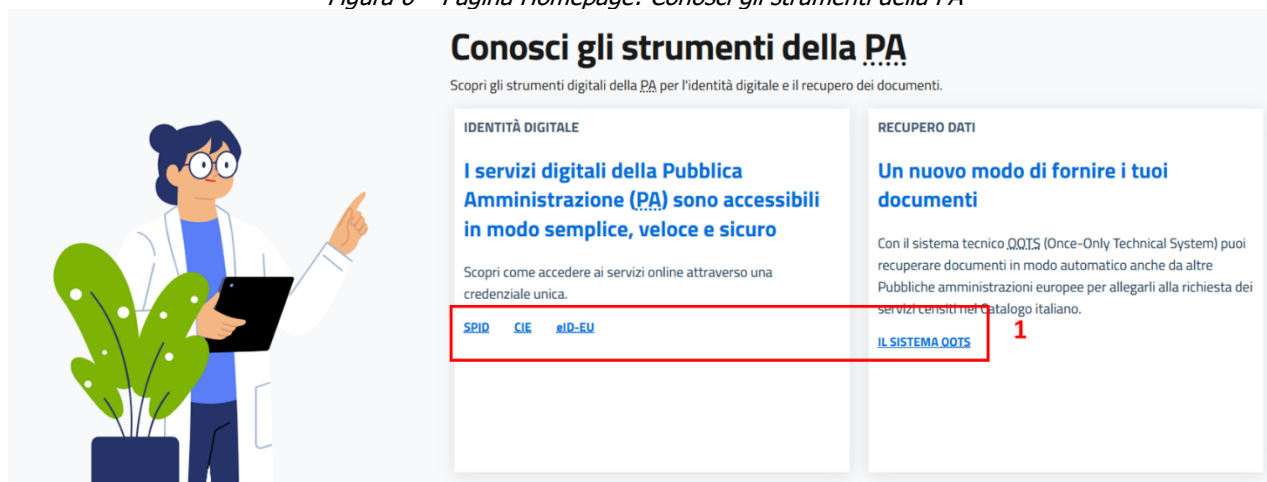 Figura 6 – Pagina Homepage: Conosci gli strumenti della PA
Conosci gli strumenti della PA
Scopri gli strumenti digitali della PA per l'identità digitale e il recupero dei documenti.
IDENTITÀ DIGITALE
I servizi digitali della Pubblica
Amministrazione (PA) sono accessibili
in modo semplice, veloce e sicuro
Scopri come accedere ai servizi online attraverso una
credenziale unica.
SPID CIE eID-EU
RECUPERO DATI
Un nuovo modo di fornire i tuoi
documenti
Con il sistema tecnico OOTS (Once-Only Technical System) puoi
recuperare documenti in modo automatico anche da altre
Pubbliche amministrazioni europee per allegarli alla richiesta dei
servizi censiti nel Catalogo italiano.
IL SISTEMA OOTS
1